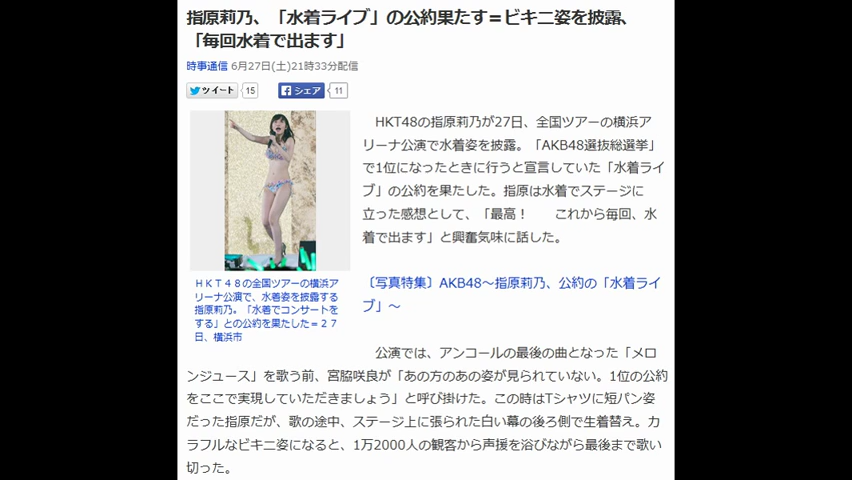 指原莉乃、「水着ライブ」の公約果たす＝ビキニ姿を披露、
「毎回水着で出ます」
時事通信 6月27日(土)21時33分配信
ツイート 15 シェア 11
HKT48の指原莉乃が27日、全国ツアーの横浜ア
リーナ公演で水着姿を披露。「AKB48選抜総選挙」
で1位になったときに行うと宣言していた「水着ライ
ブ」の公約を果たした。指原は水着でステージに
立った感想として、「最高！　これから毎回、水
着で出ます」と興奮気味に話した。
〔写真特集〕AKB48～指原莉乃、公約の「水着ライ
ブ」～
ＨＫＴ４８の全国ツアーの横浜ア
リーナ公演で、水着姿を披露する
指原莉乃。「水着でコンサートを
する」との公約を果たした＝２７
日、横浜市
公演では、アンコールの最後の曲となった「メロ
ンジュース」を歌う前、宮脇咲良が「あの方のあの姿が見られていない。1位の公約
をここで実現していただきましょう」と呼び掛けた。この時はTシャツに短パン姿
だった指原だが、歌の途中、ステージ上に張られた白い幕の後ろ側で生着替え。カ
ラフルなビキニ姿になると、1万2000人の観客から声援を浴びながら最後まで歌い
切った。